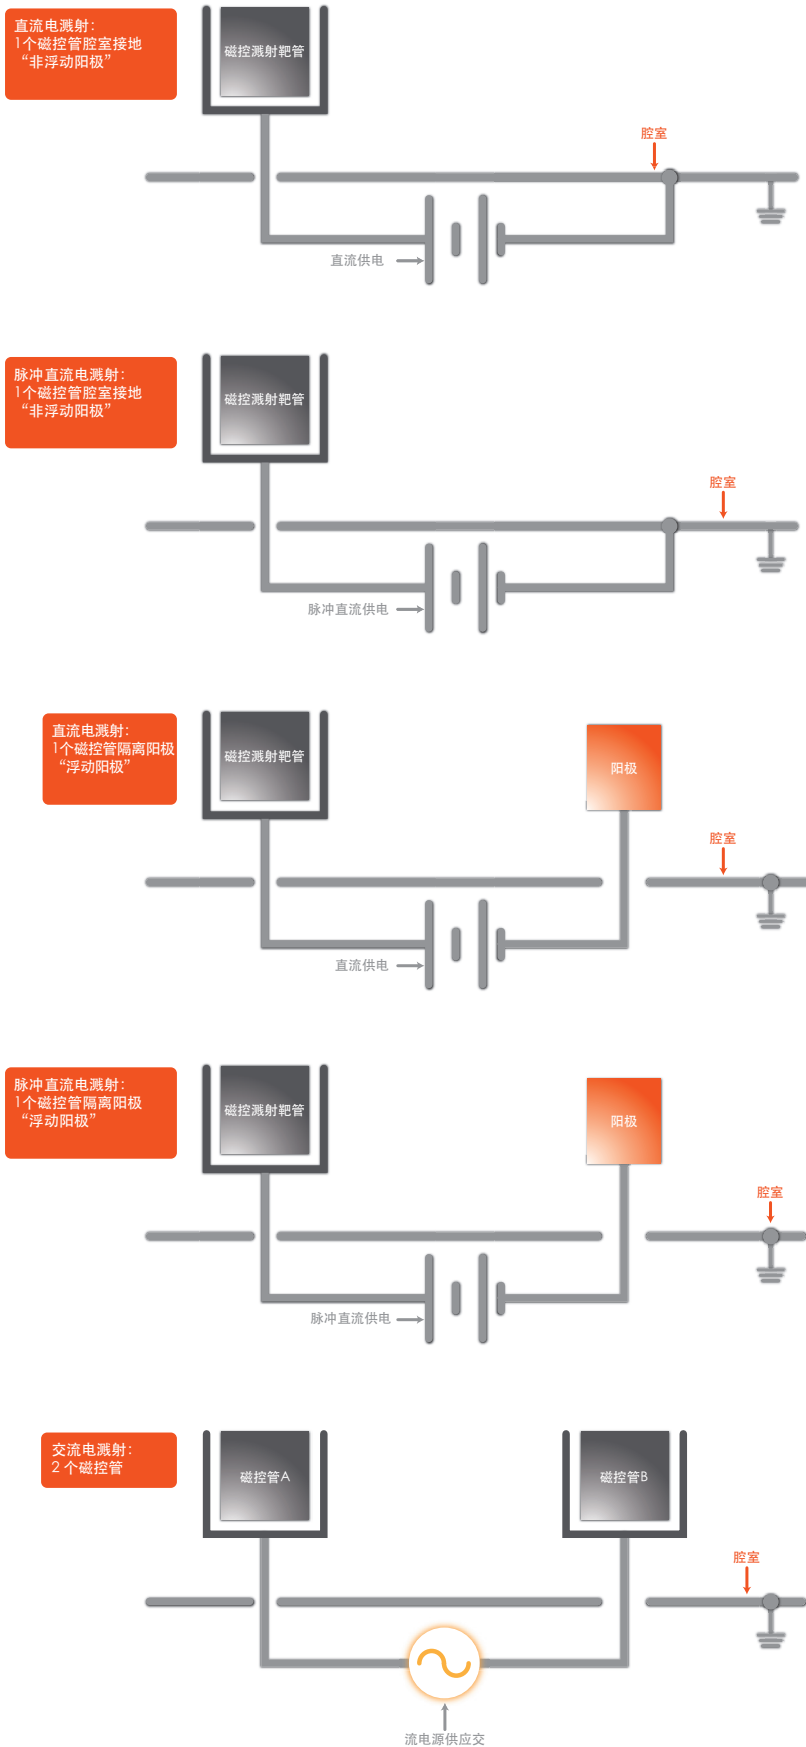 直流电溅射：
1个磁控管腔室接地
“非浮动阳极”
磁控溅射靶管
腔室
直流供电
脉冲直流电溅射：
1个磁控管腔室接地
“非浮动阳极”
磁控溅射靶管
腔室
脉冲直流供电
直流电溅射：
1个磁控管隔离阳极
“浮动阳极”
磁控溅射靶管
阳极
腔室
直流供电
脉冲直流电溅射：
1个磁控管隔离阳极
“浮动阳极”
磁控溅射靶管
阳极
腔室
脉冲直流供电
交流电溅射：
2 个磁控管
磁控管A
磁控管B
腔室
流电源供应交